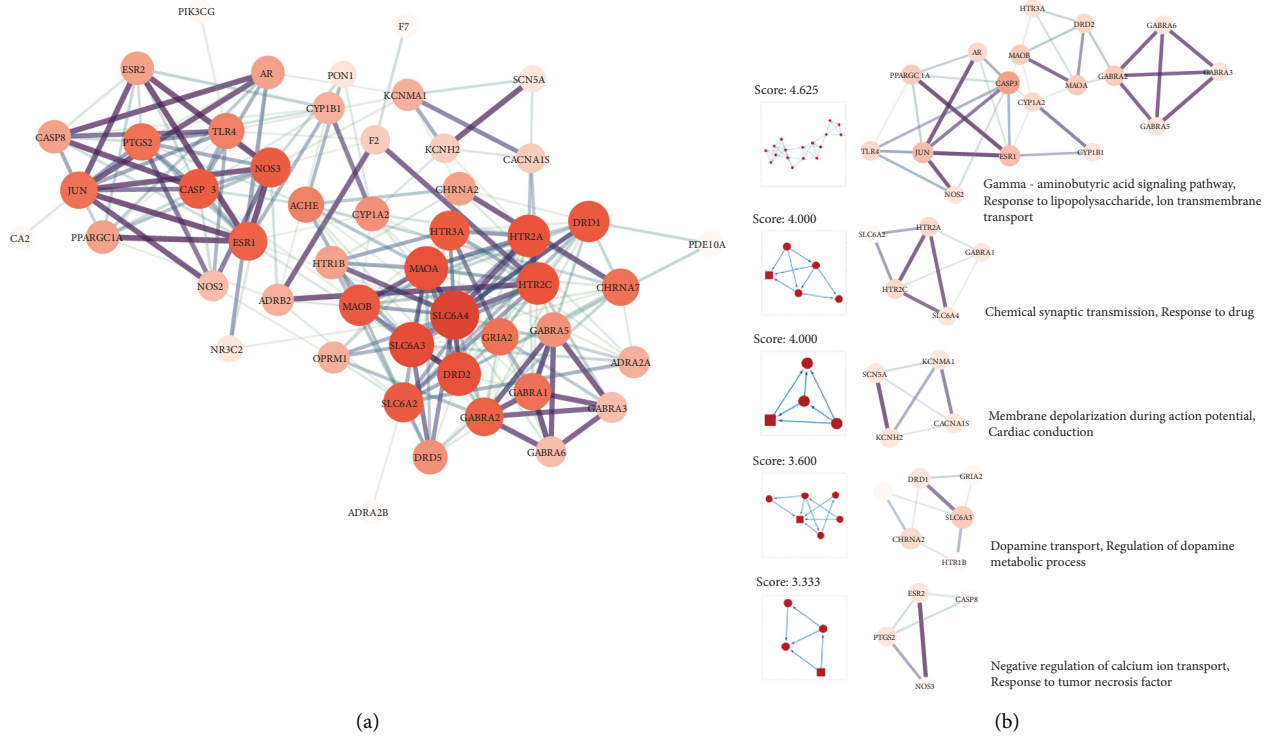 PIK3CG
F7
ESR2
AR
PON1
SCN5A
KCNMA1
CYP1B1
CASP8
PTGS2
TLR4
F2
KCNH2
CACNA1S
NOS3
JUN
CASP 3
CHRNA2
ACHE
CYP1A2
DRD1
CA2
PPARGC1A
ESR1
HTR3A
HTR2A
PDE10A
HTR1B
MAOA
NOS2
ADRB2
HTR2C
CHRNA7
MAOB
SLC6A4
NR3C2
OPRM1
SLC6A3
GRIA2
GABRA5
ADRA2A
DRD2
SLC6A2
GABRA1
GABRA2
GABRA3
DRD5
GABRA6
ADRA2B
(a)
HTR3A
DRD2
GABRA6
AR
MAOB
PPARGC 1A
CASP3
GABRA2
GABRA3
MAOA
CYP1A2
GABRA5
TLR4
JUN
ESR1
CYP1B1
NOS2
Score: 4.625
Gamma - aminobutyric acid signaling pathway,
Response to lipopolysaccharide, lon transmembrane
transport
Score: 4.000
SLC6A2
HTR2A
GABRA1
HTR2C
SLC6A4
Chemical synaptic transmission, Response to drug
Score: 4.000
KCNMA1
SCN5A
CACNA1S
KCNH2
Membrane depolarization during action potential,
Cardiac conduction
Score: 3.600
DRD1
GRIA2
SLC6A3
CHRNA2
HTR1B
Dopamine transport, Regulation of dopamine
metabolic process
Score: 3.333
ESR2
CASP8
PTGS2
NOS3
Negative regulation of calcium ion transport,
Response to tumor necrosis factor
(b)